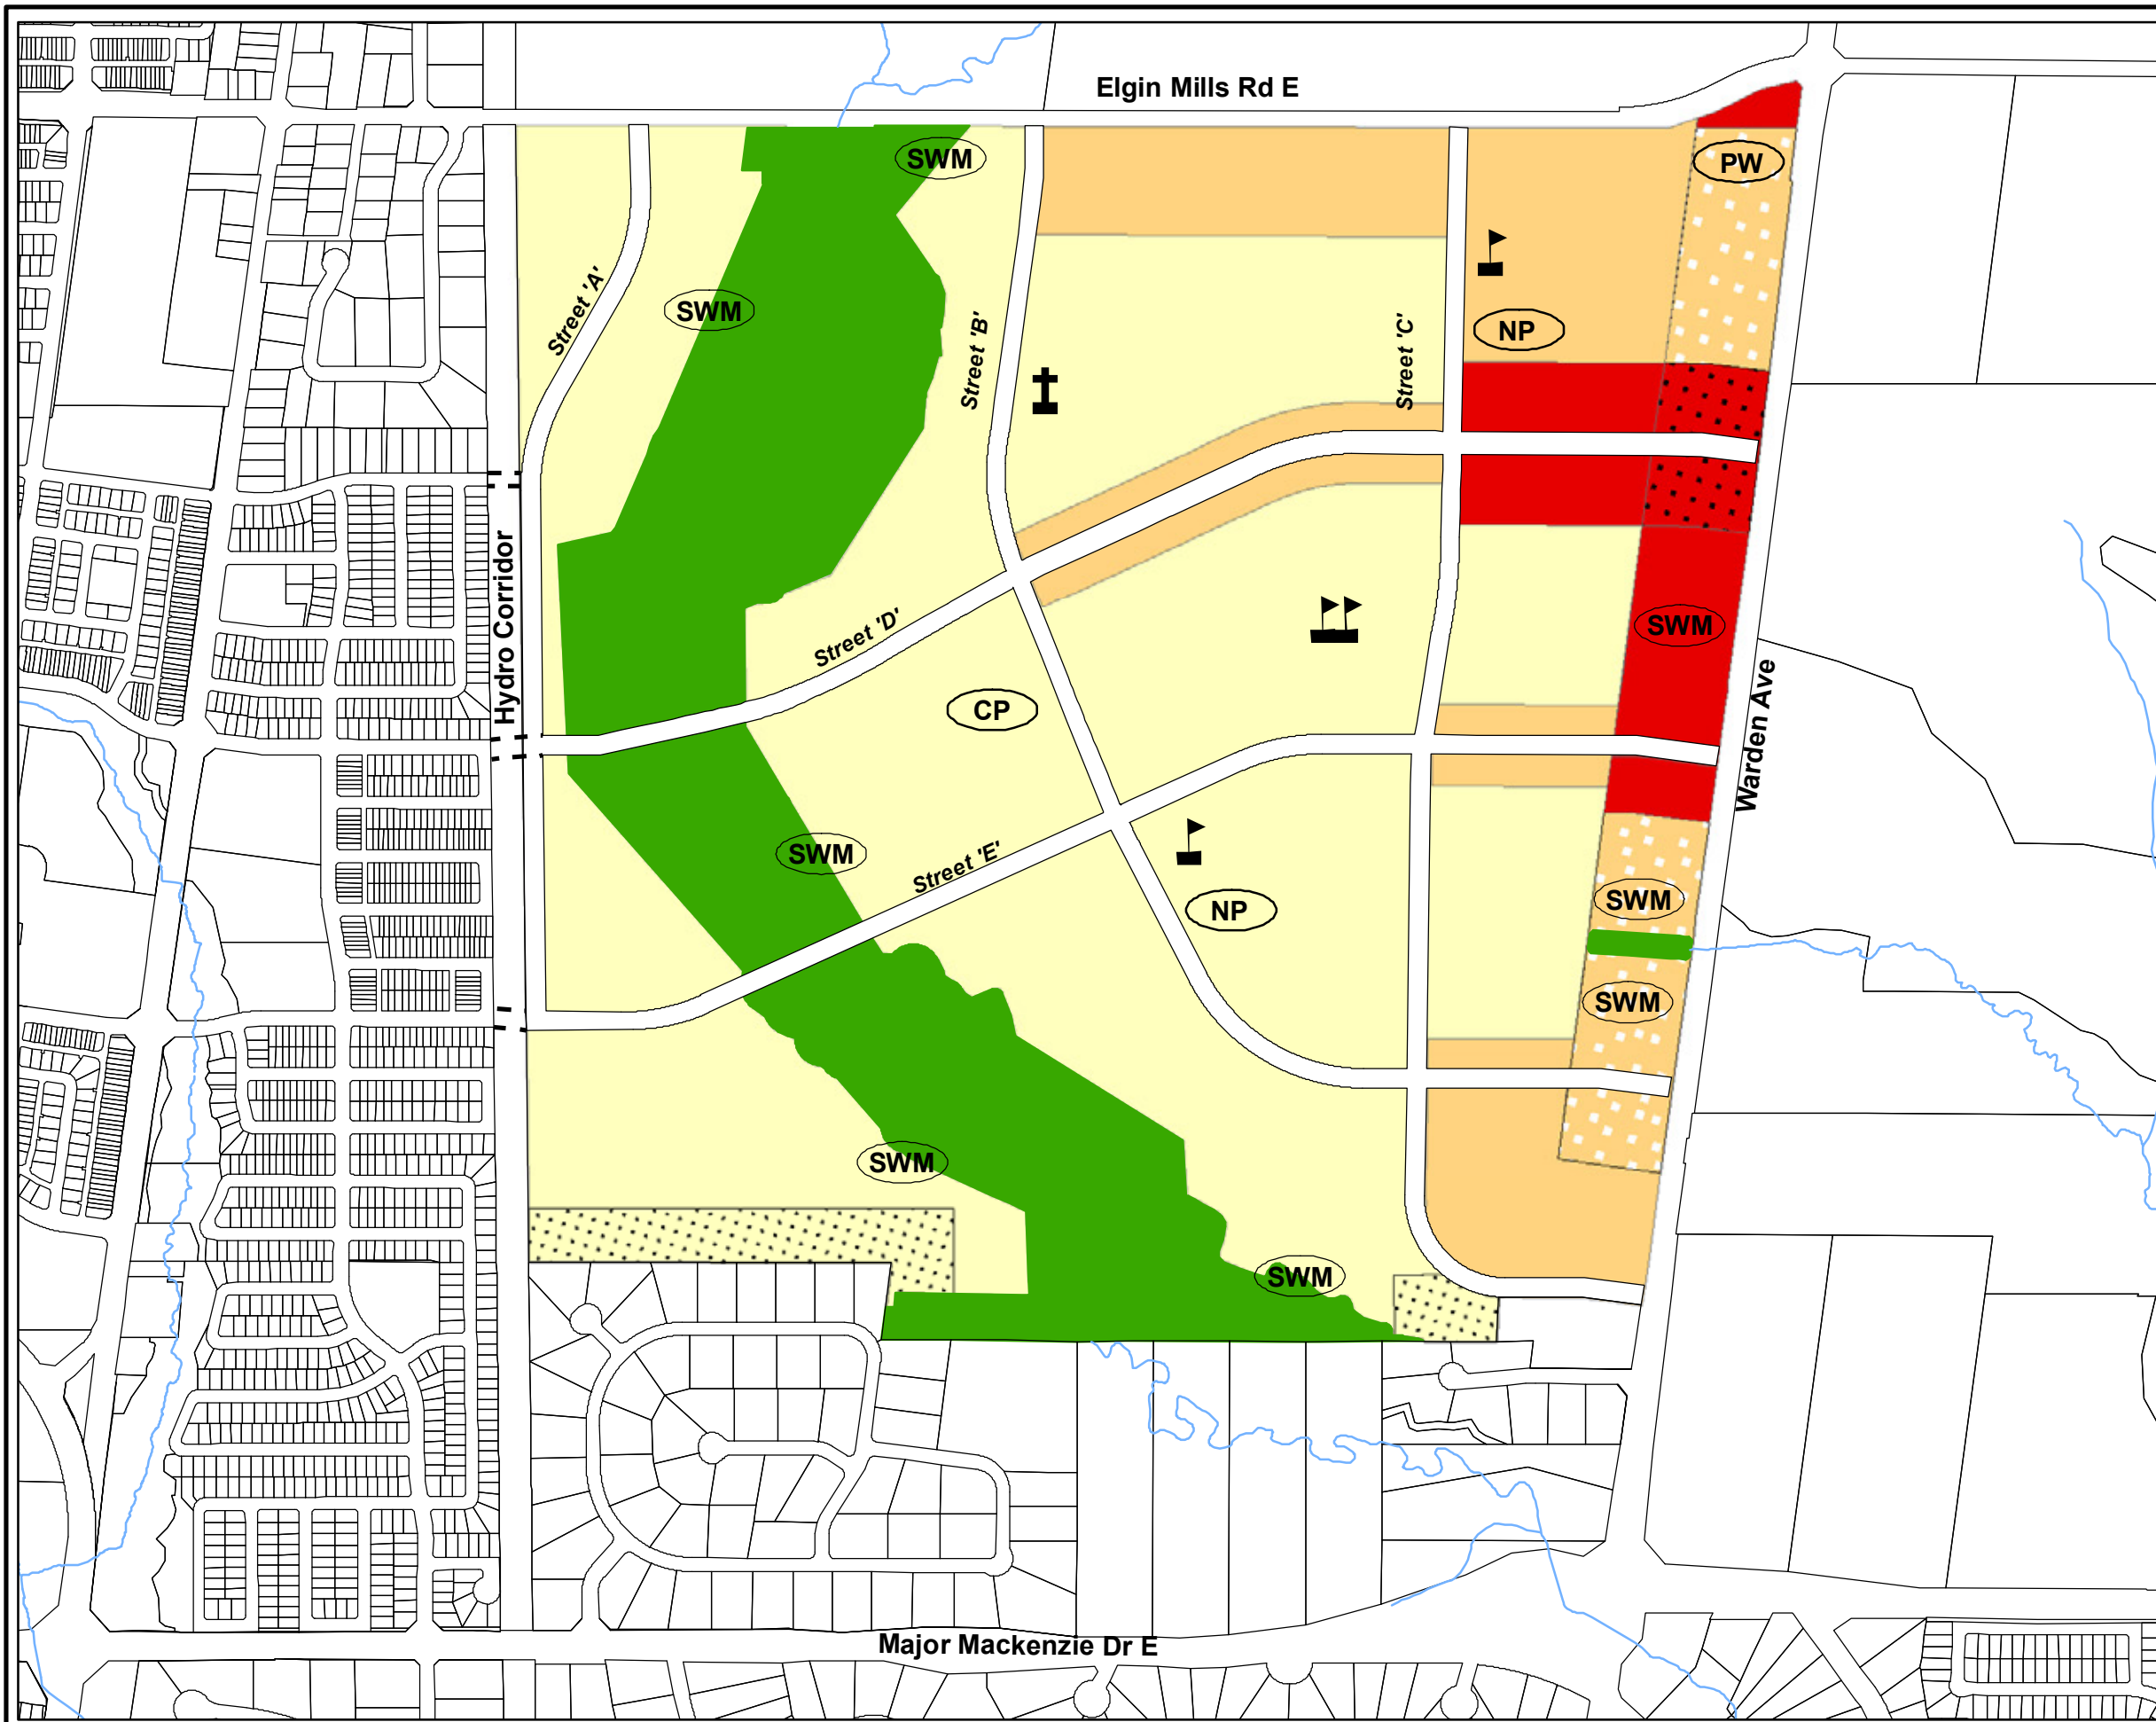 Elgin Mills Rd E
SWM
PW
Street 'A'
SWM
Street 'B'
Street 'C'
NP
Hydro Corridor
Street 'D'
SWM
CP
Warden Ave
SWM
Street 'E'
SWM
NP
SWM
SWM
SWM
Major Mackenzie Dr E